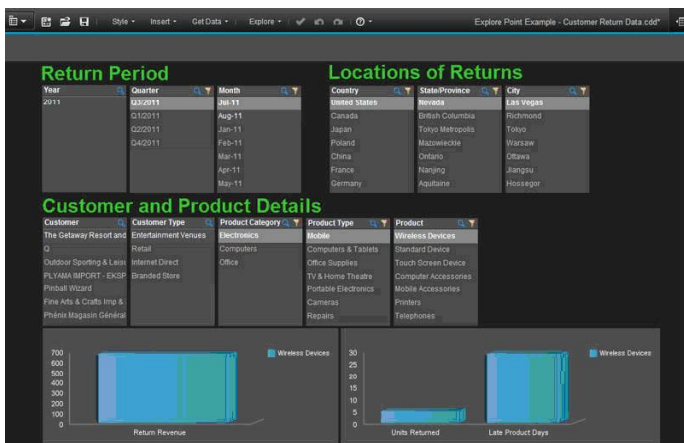 Style Insert Get Data Explore Explore Point Example - Customer Return Data.cdd*
Return Period
Locations of Returns
Year Quarter Month Country State/Province City
2011 Q3/2011 Jul-11 United States Nevada Las Vegas
Q1/2011 Aug-11 Canada British Columbia Richmond
Q2/2011 Jan-11 Japan Tokyo Metropolis Tokyo
Q4/2011 Feb-11 Poland Mazowieckie Warsaw
Mar-11 China Ontario Ottawa
Apr-11 France Nanjing Jiangsu
May-11 Germany Aquitaine Hossegor
Customer and Product Details
Customer Customer Type Product Category Product Type Product
The Getaway Resort and Entertainment Venues Electronics Mobile Wireless Devices
Q Retail Computers Computers & Tablets Standard Device
Outdoor Sporting & Leisu Internet Direct Office Office Supplies Touch Screen Device
PLYAMA IMPORT - EKSP Branded Store TV & Home Theatre Computer Accessories
Pinball Wizard Portable Electronics Mobile Accessories
Fine Arts & Crafts Imp & Cameras Printers
Phénix Magasin Général Repairs Telephones
700 Wireless Devices 30 Wireless Devices
600 25
500 20
400 15
300 10
200 5
100 0
0
Return Revenue Units Returned Late Product Days